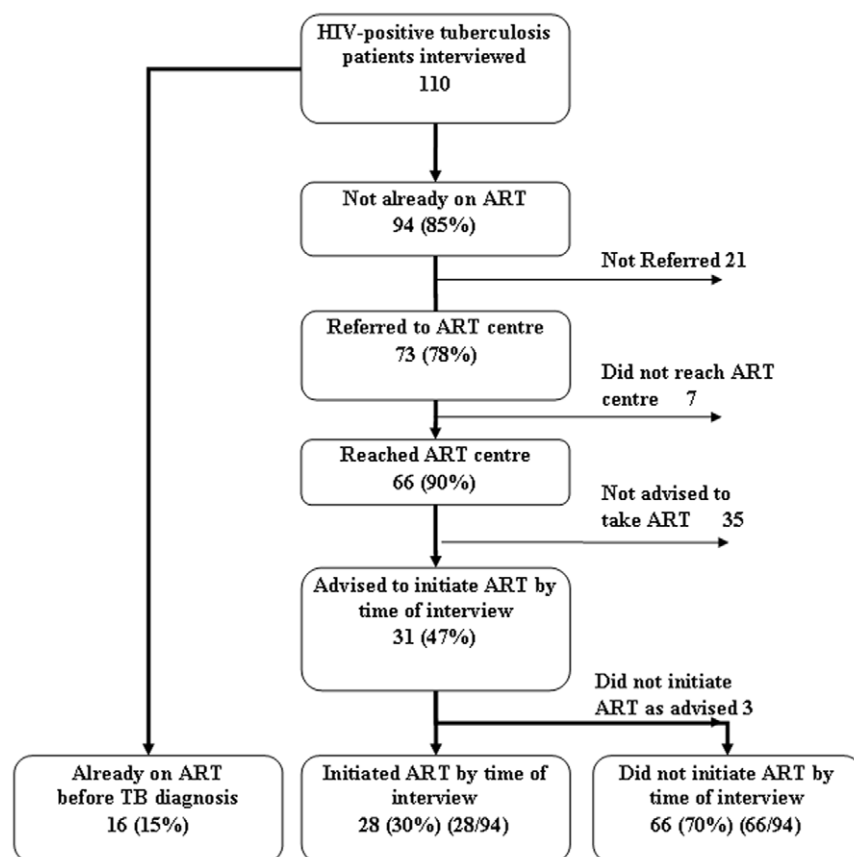 HIV-positive tuberculosis
patients interviewed
110
Not already on ART
94 (85%)
Not Referred 21
Referred to ART centre
73 (78%)
Did not reach ART
centre 7
Reached ART centre
66 (90%)
Not advised to
take ART 35
Advised to initiate ART by
time of interview
31 (47%)
Did not initiate
ART as advised 3
Already on ART
before TB diagnosis
16 (15%)
Initiated ART by time of
interview
28 (30%) (28/94)
Did not initiate ART by
time of interview
66 (70%) (66/94)